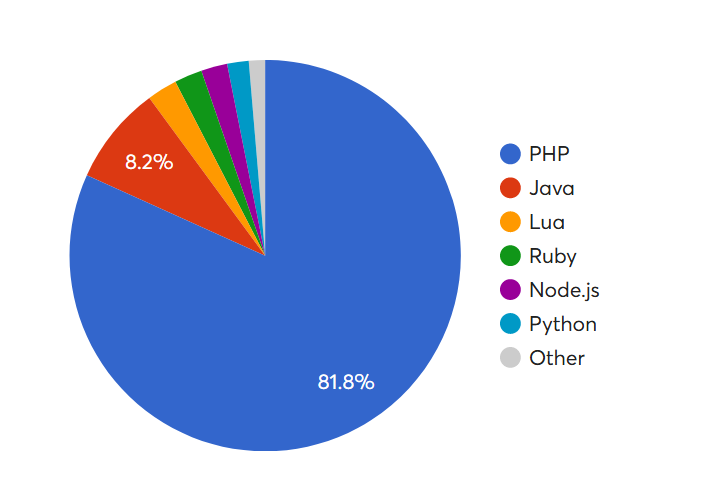 8.2%
81.8%
PHP
Java
Lua
Ruby
Node.js
Python
Other